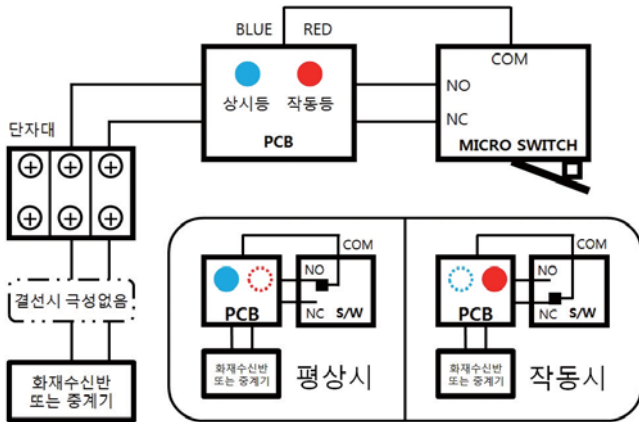 BLUE RED
상시등 작동등
PCB
COM
NO
NC
MICRO SWITCH
단자대
결선시 극성없음
화재수신반
또는 중계기
COM
NO
NC S/W
PCB
화재수신반
또는 중계기
평상시
COM
NO
NC S/W
PCB
화재수신반
또는 중계기
작동시